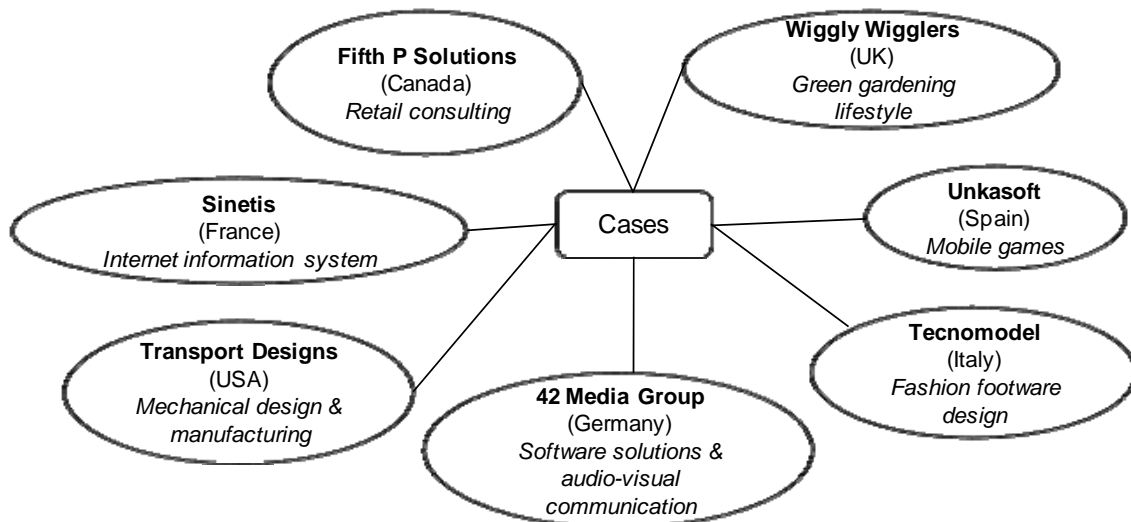 Fifth P Solutions
(Canada)
Retail consulting
Wiggly Wigglers
(UK)
Green gardening
lifestyle
Sinetis
(France)
Internet information system
Cases
Unkasoft
(Spain)
Mobile games
Transport Designs
(USA)
Mechanical design &
manufacturing
42 Media Group
(Germany)
Software solutions &
audio-visual
communication
Tecnomodel
(Italy)
Fashion footware
design